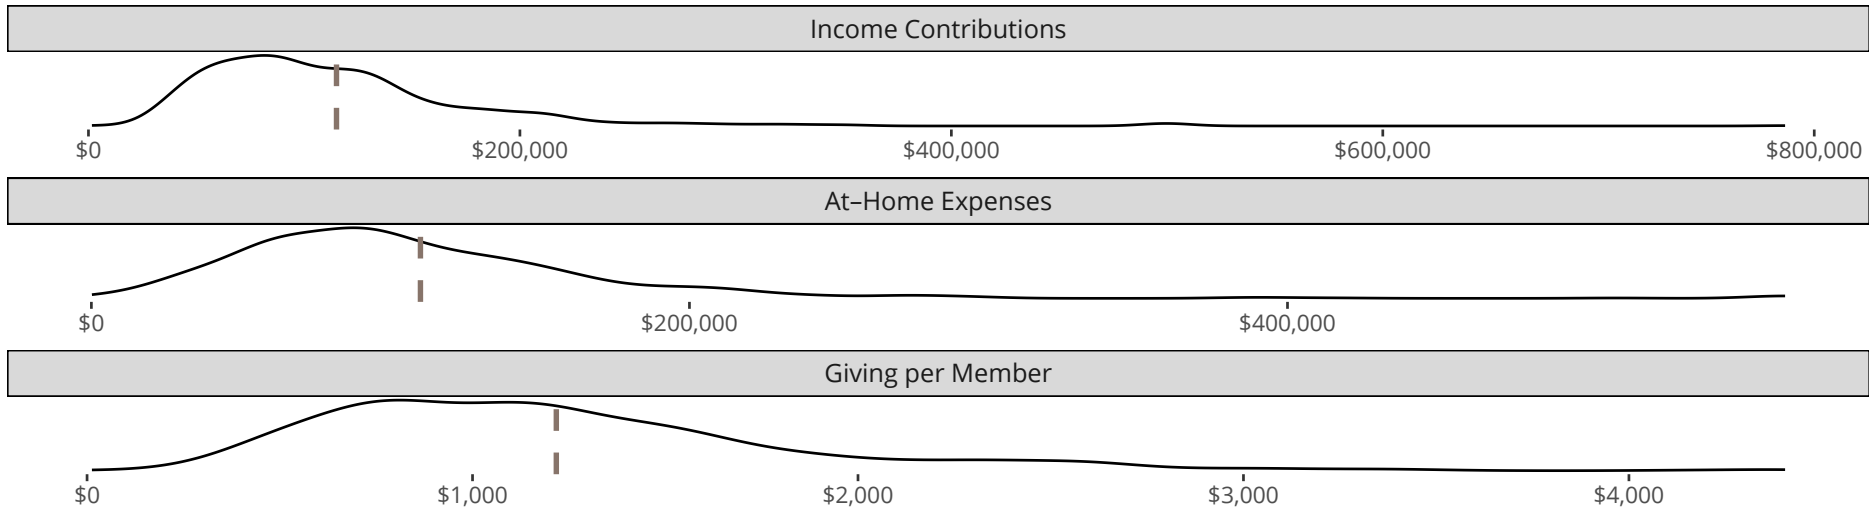 Income Contributions
$0 $200,000 $400,000 $600,000 $800,000
At–Home Expenses
$0 $200,000 $400,000
Giving per Member
$0 $1,000 $2,000 $3,000 $4,000